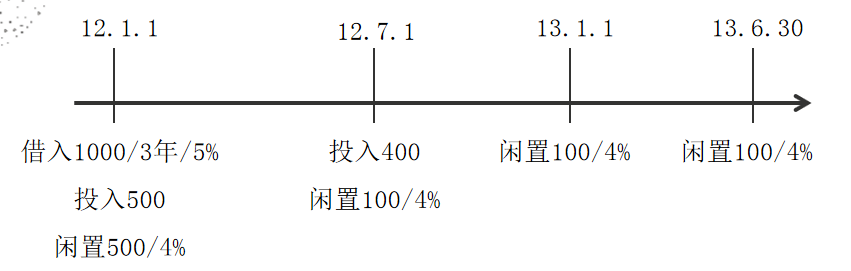 12.1.1
12.7.1
13.1.1
13.6.30
借入1000/3年/5%
投入400
闲置100/4%
闲置100/4%
投入500
闲置100/4%
闲置500/4%